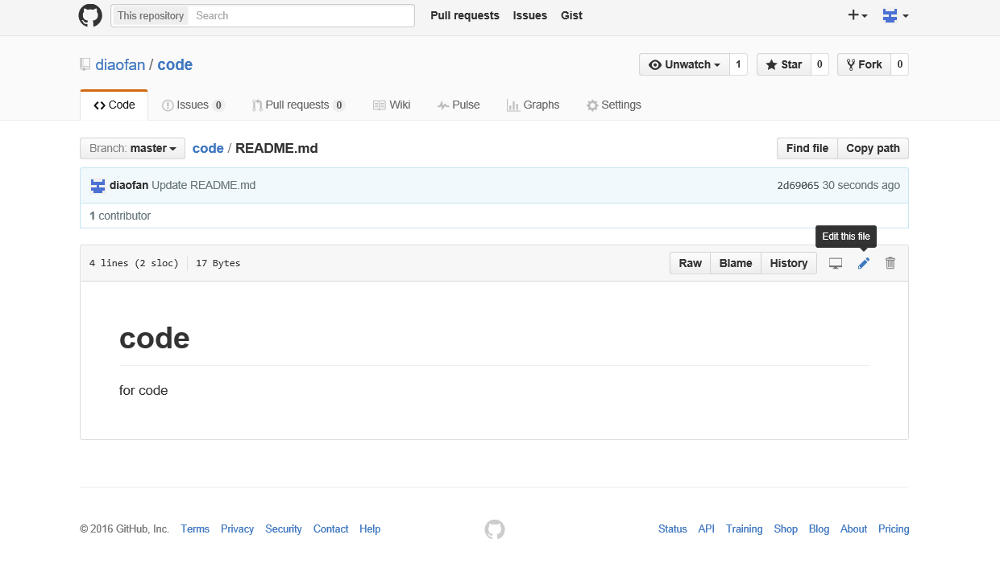 This repository Search Pull requests Issues Gist
diaofan / code Unwatch 1 Star 0 Fork 0
Code Issues 0 Pull requests 0 Wiki Pulse Graphs Settings
Branch: master code / README.md Find file Copy path
diaofan Update README.md 2d69065 30 seconds ago
1 contributor
Edit this file
4 lines (2 sloc) 17 Bytes Raw Blame History
code
for code
© 2016 GitHub, Inc. Terms Privacy Security Contact Help Status API Training Shop Blog About Pricing